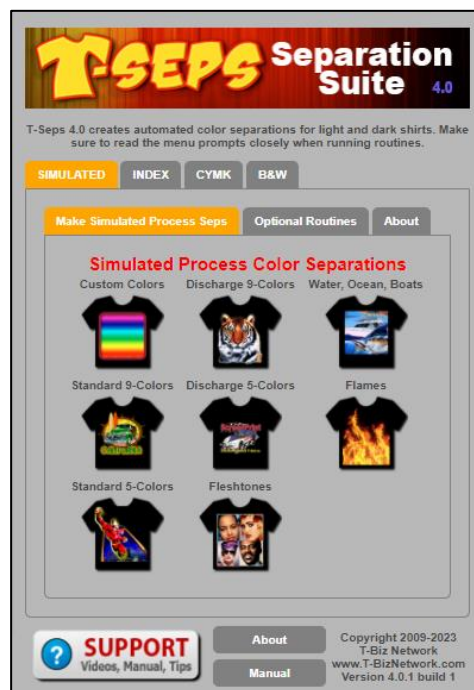 T-SEPS Separation
Suite 4.0
T-Seps 4.0 creates automated color separations for light and dark shirts. Make
sure to read the menu prompts closely when running routines.
SIMULATED INDEX CYMK B&W
Make Simulated Process Seps Optional Routines About
Simulated Process Color Separations
Custom Colors Discharge 9-Colors Water, Ocean, Boats
Standard 9-Colors Discharge 5-Colors Flames
Standard 5-Colors Fleshtones
? SUPPORT
Videos, Manual, Tips
About
Manual
Copyright 2009-2023
T-Biz Network
www.T-BizNetwork.com
Version 4.0.1 build 1